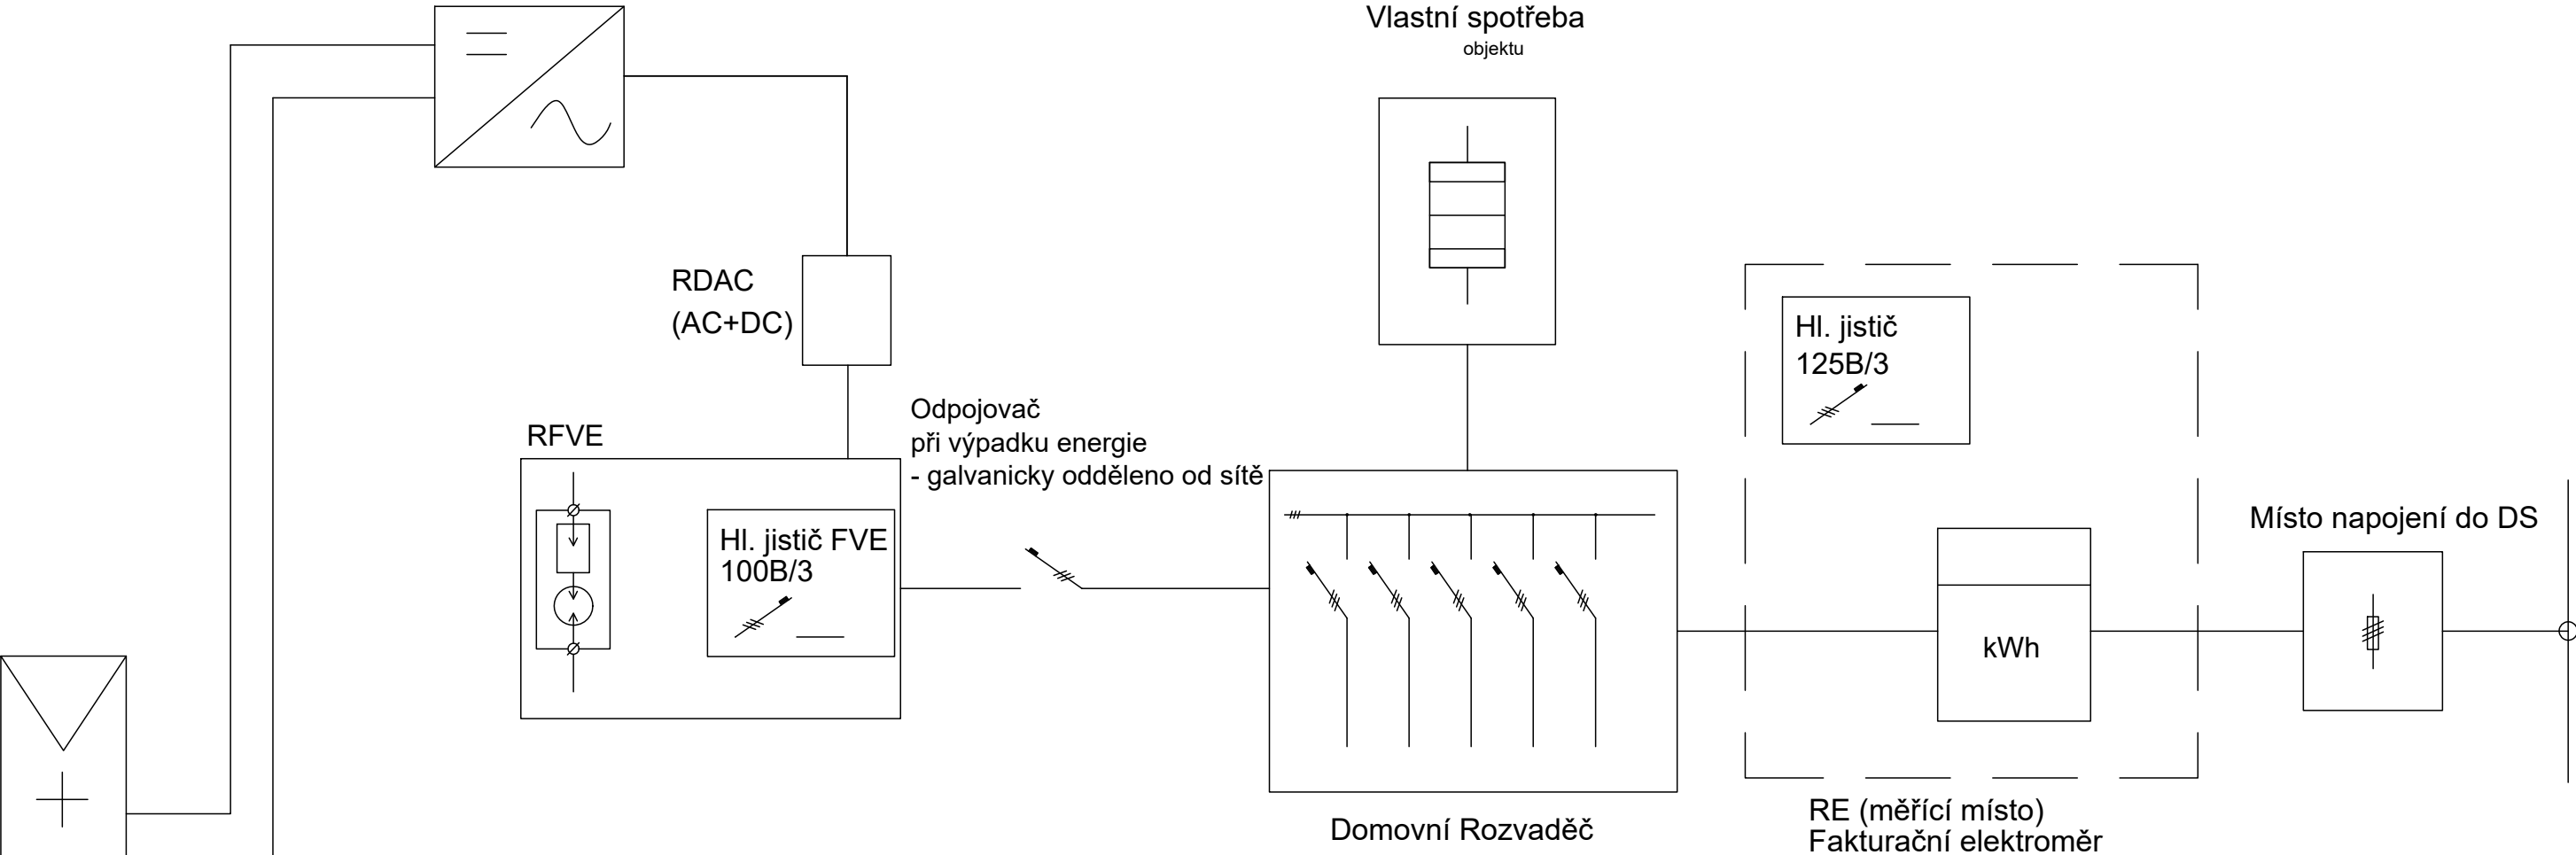 Vlastní spotřeba
objektu
RDAC
(AC+DC)
Hl. jistič
125B/3
Odpojovač
při výpadku energie
- galvanicky odděleno od sítě
RFVE
Hl. jistič FVE
100B/3
Místo napojení do DS
kWh
Domovní Rozvaděč
RE (měřící místo)
Fakturační elektroměr